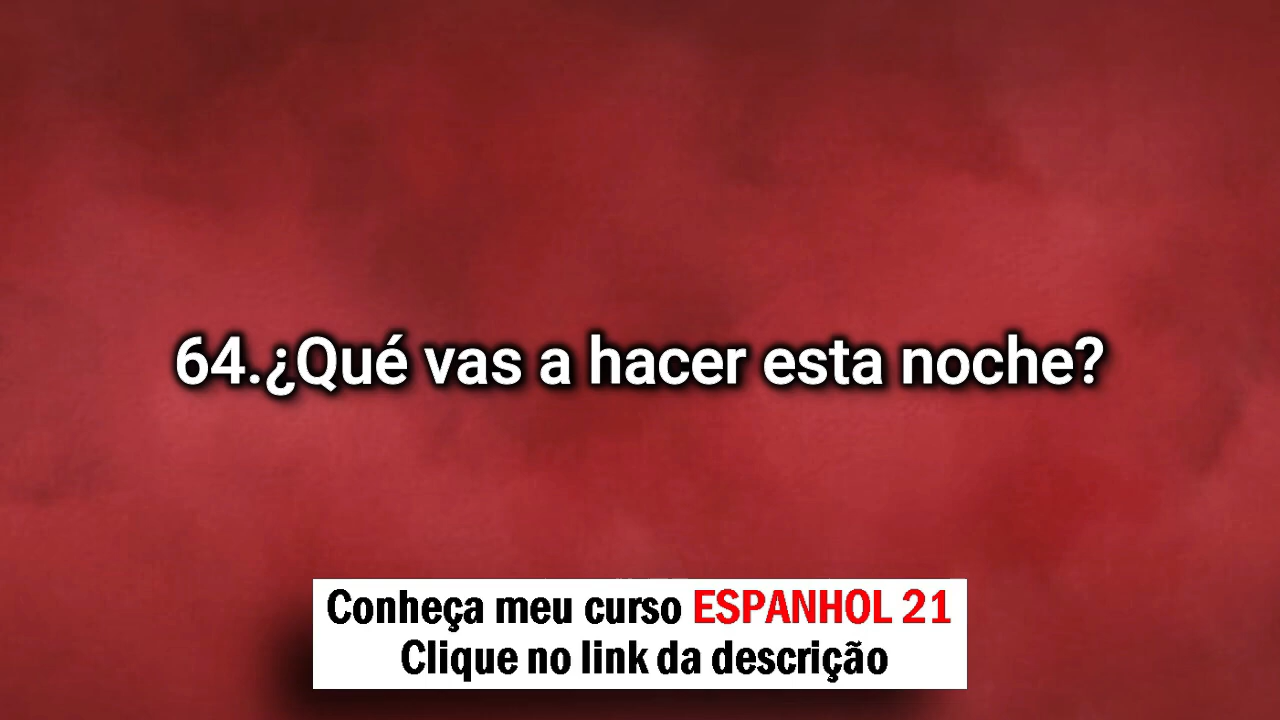 64.¿Qué vas a hacer esta noche?
Conheça meu curso ESPANHOL 21
Clique no link da descrição